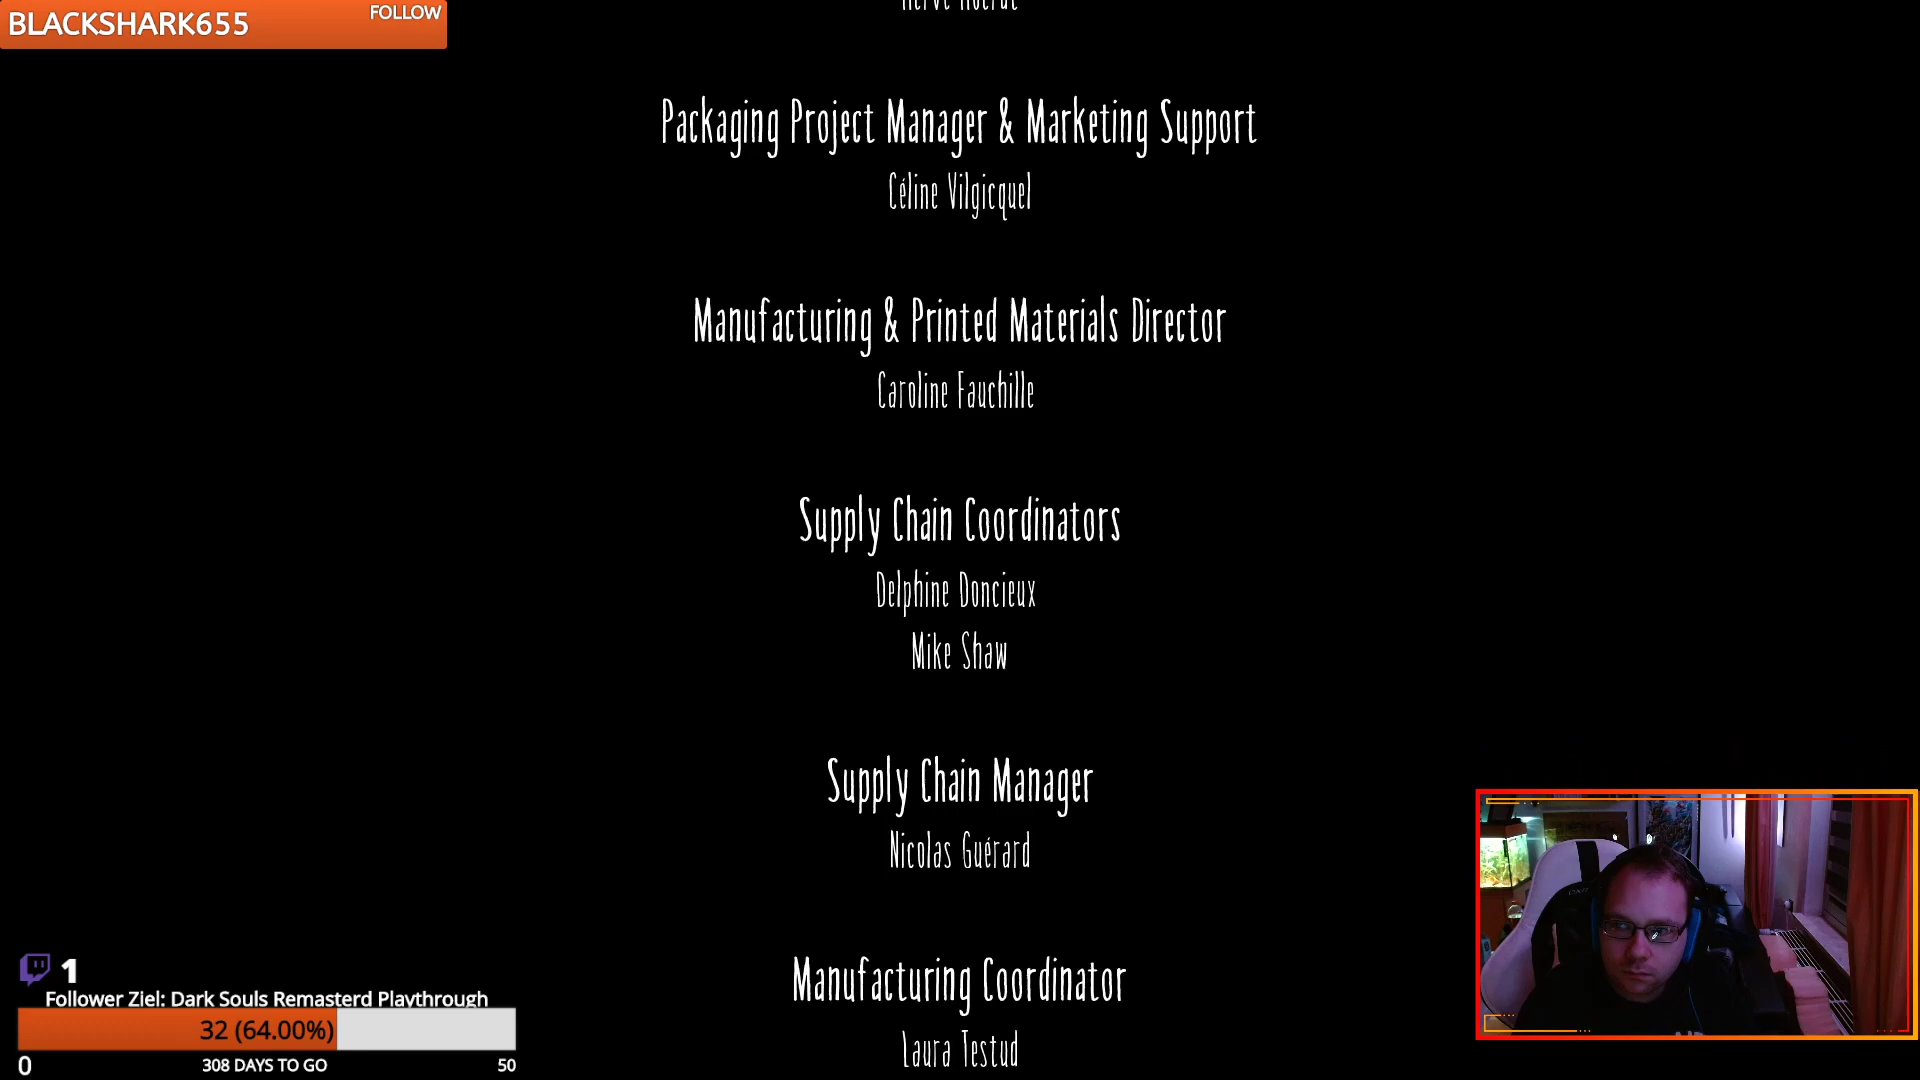 BLACKSHARK655
FOLLOW
Packaging Project Manager & Marketing Support
Céline Vilgicquel
Manufacturing & Printed Materials Director
Caroline Fauchille
Supply Chain Coordinators
Delphine Doncieux
Mike Shaw
Supply Chain Manager
Nicolas Guérard
Manufacturing Coordinator
Laura Testud
1
Follower Ziel: Dark Souls Remasterd Playthrough
32 (64.00%)
0
308 DAYS TO GO
50